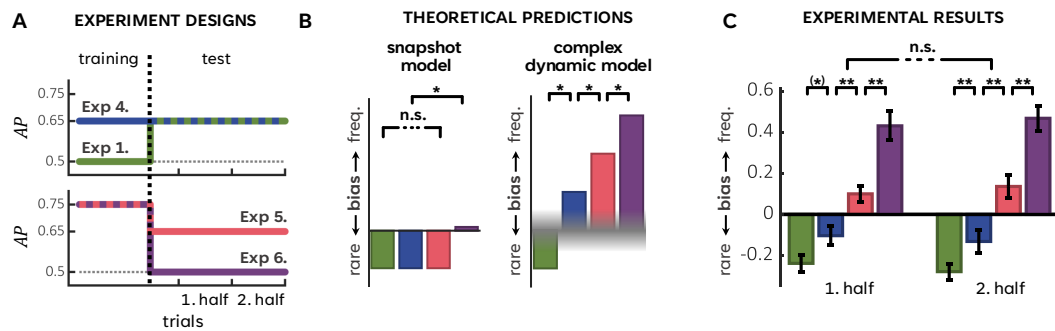 A EXPERIMENT DESIGNS
training test
0.75
Exp 4.
0.65
AP
Exp 1.
0.5
0.75
Exp 5.
0.65
AP
Exp 6.
0.5
1. half 2. half
trials
B THEORETICAL PREDICTIONS
snapshot
model
complex
dynamic model
*
n.s.
* * *
rare ← bias → freq.
rare ← bias → freq.
C EXPERIMENTAL RESULTS
n.s.
(*) ** **
** ** **
0.6
0.4
0.2
0
-0.2
rare ← bias → freq.
1. half 2. half